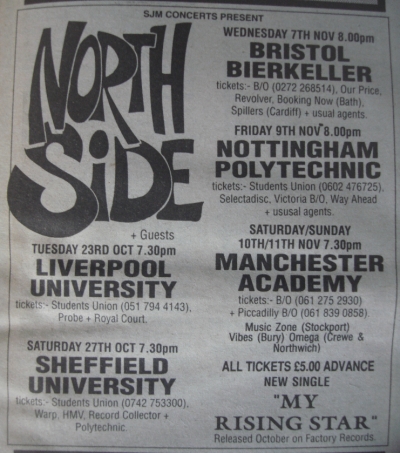 SJM CONCERTS PRESENT
NORTH
SIDE
+ Guests
TUESDAY 23RD OCT 7.30pm
LIVERPOOL
UNIVERSITY
tickets:- Students Union (051 794 4143),
Probe + Royal Court.
SATURDAY 27TH OCT 7.30pm
SHEFFIELD
UNIVERSITY
tickets:- Students Union (0742 753300),
Warp, HMV, Record Collector +
Polytechnic.
WEDNESDAY 7TH NOV 8.00pm
BRISTOL
BIERKELLER
tickets:- B/O (0272 268514), Our Price,
Revolver, Booking Now (Bath),
Spillers (Cardiff) + usual agents.
FRIDAY 9TH NOV 8.00pm
NOTTINGHAM
POLYTECHNIC
tickets:- Students Union (0602 476725),
Selectadisc, Victoria B/O, Way Ahead
+ ususal agents.
SATURDAY/SUNDAY
10TH/11TH NOV 7.30pm
MANCHESTER
ACADEMY
tickets:- B/O (061 275 2930)
+ Piccadilly B/O (061 839 0858).
Music Zone (Stockport)
Vibes (Bury) Omega (Crewe &
Northwich)
ALL TICKETS £5.00 ADVANCE
NEW SINGLE
"MY
RISING STAR"
Released October on Factory Records.